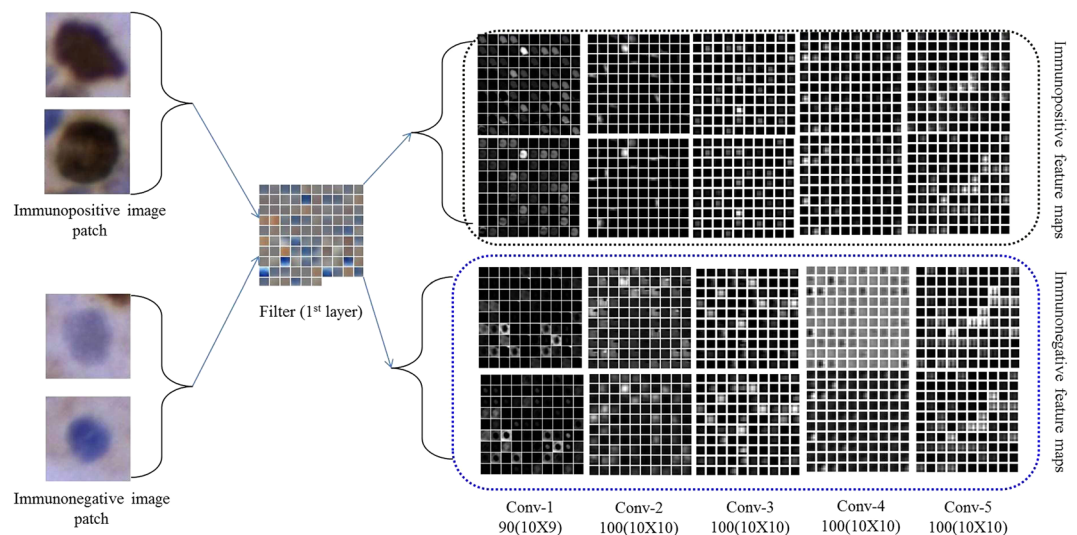 Immunopositive image
patch
Filter (1st layer)
Immunonegative image
patch
Immunopositive feature maps
Immunonegative feature maps
Conv-1
90(10X9)
Conv-2
100(10X10)
Conv-3
100(10X10)
Conv-4
100(10X10)
Conv-5
100(10X10)